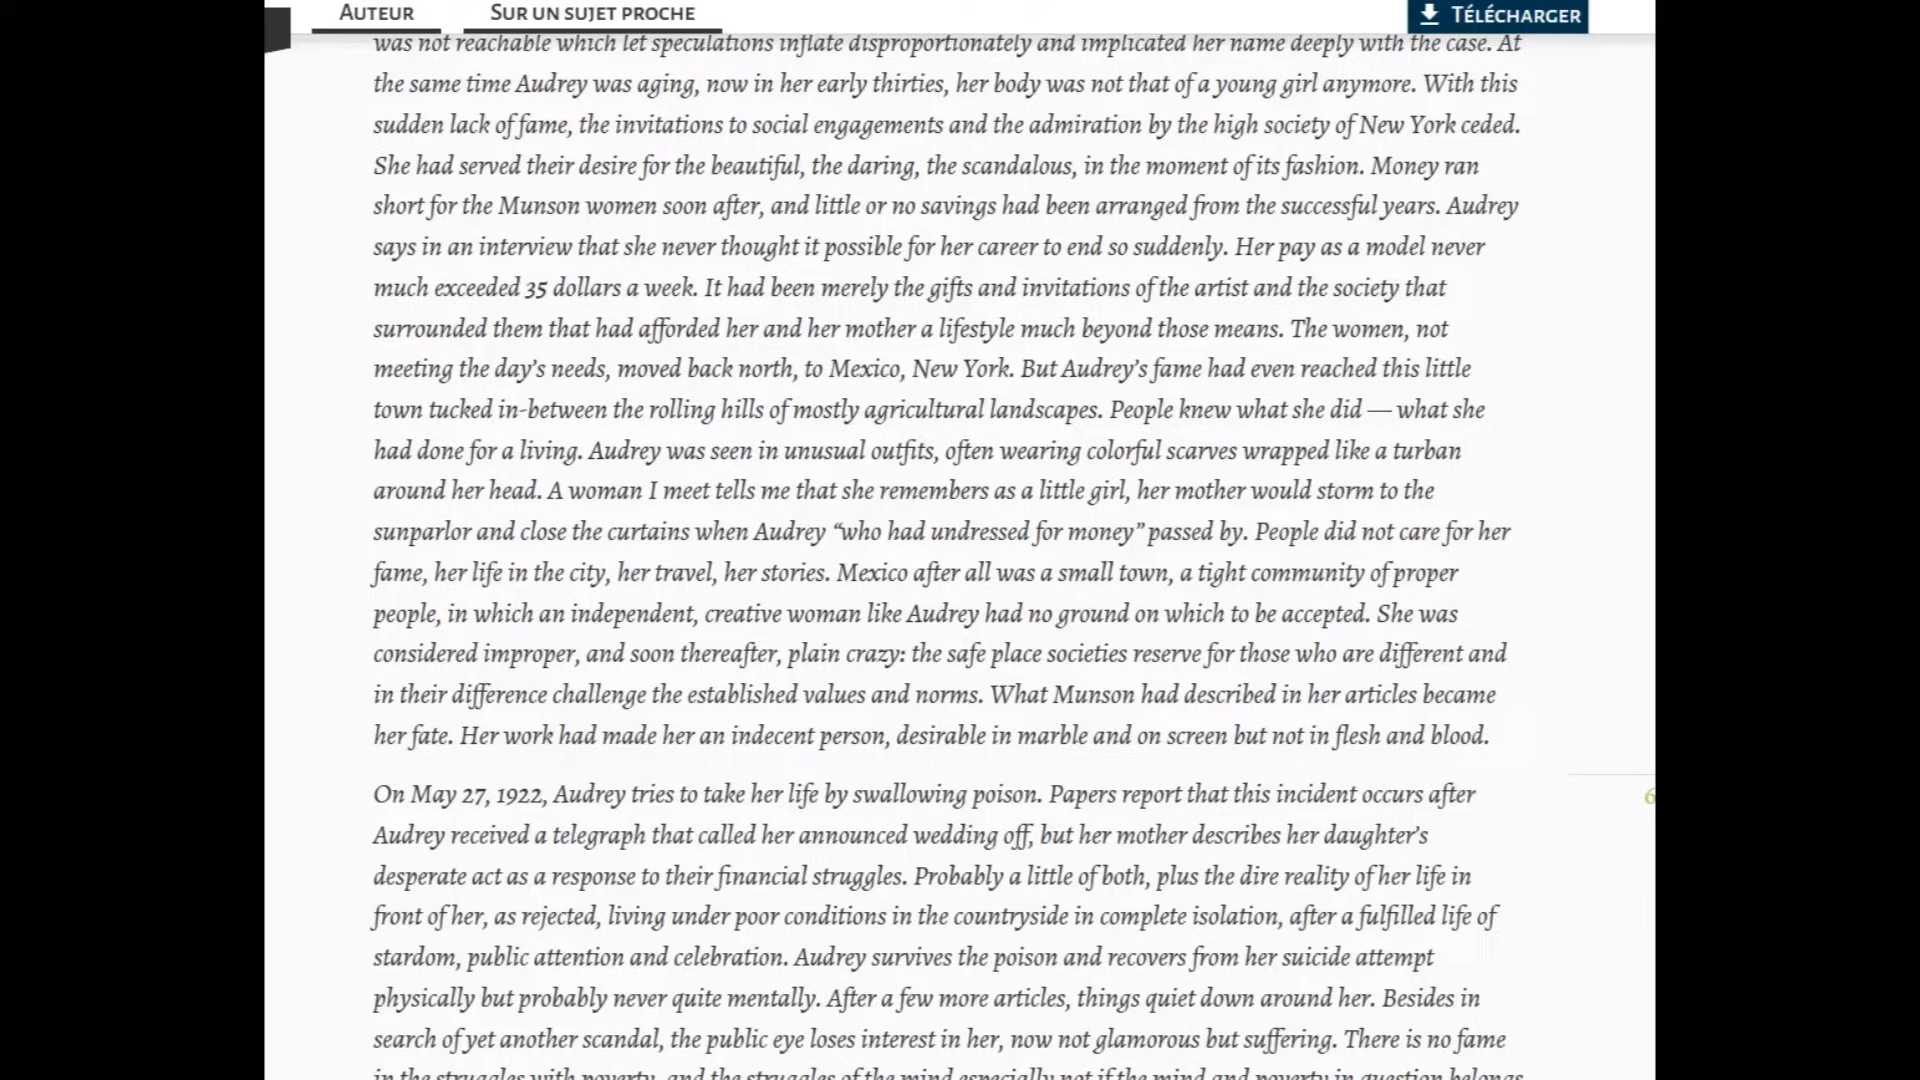 AUTEUR
SUR UN SUJET PROCHE
TÉLÉCHARGER
was not reachable which let speculations inflate disproportionately and implicated her name deeply with the case. At
the same time Audrey was aging, now in her early thirties, her body was not that of a young girl anymore. With this
sudden lack of fame, the invitations to social engagements and the admiration by the high society of New York ceded.
She had served their desire for the beautiful, the daring, the scandalous, in the moment of its fashion. Money ran
short for the Munson women soon after, and little or no savings had been arranged from the successful years. Audrey
says in an interview that she never thought it possible for her career to end so suddenly. Her pay as a model never
much exceeded 35 dollars a week. It had been merely the gifts and invitations of the artist and the society that
surrounded them that had afforded her and her mother a lifestyle much beyond those means. The women, not
meeting the day’s needs, moved back north, to Mexico, New York. But Audrey’s fame had even reached this little
town tucked in-between the rolling hills of mostly agricultural landscapes. People knew what she did — what she
had done for a living. Audrey was seen in unusual outfits, often wearing colorful scarves wrapped like a turban
around her head. A woman I meet tells me that she remembers as a little girl, her mother would storm to the
sunparlor and close the curtains when Audrey “who had undressed for money” passed by. People did not care for her
fame, her life in the city, her travel, her stories. Mexico after all was a small town, a tight community of proper
people, in which an independent, creative woman like Audrey had no ground on which to be accepted. She was
considered improper, and soon thereafter, plain crazy: the safe place societies reserve for those who are different and
in their difference challenge the established values and norms. What Munson had described in her articles became
her fate. Her work had made her an indecent person, desirable in marble and on screen but not in flesh and blood.
On May 27, 1922, Audrey tries to take her life by swallowing poison. Papers report that this incident occurs after
Audrey received a telegraph that called her announced wedding off, but her mother describes her daughter’s
desperate act as a response to their financial struggles. Probably a little of both, plus the dire reality of her life in
front of her, as rejected, living under poor conditions in the countryside in complete isolation, after a fulfilled life of
stardom, public attention and celebration. Audrey survives the poison and recovers from her suicide attempt
physically but probably never quite mentally. After a few more articles, things quiet down around her. Besides in
search of yet another scandal, the public eye loses interest in her, now not glamorous but suffering. There is no fame
in the struggles with poverty, and the struggles of the mind especially not if the mind and poverty in question belongs